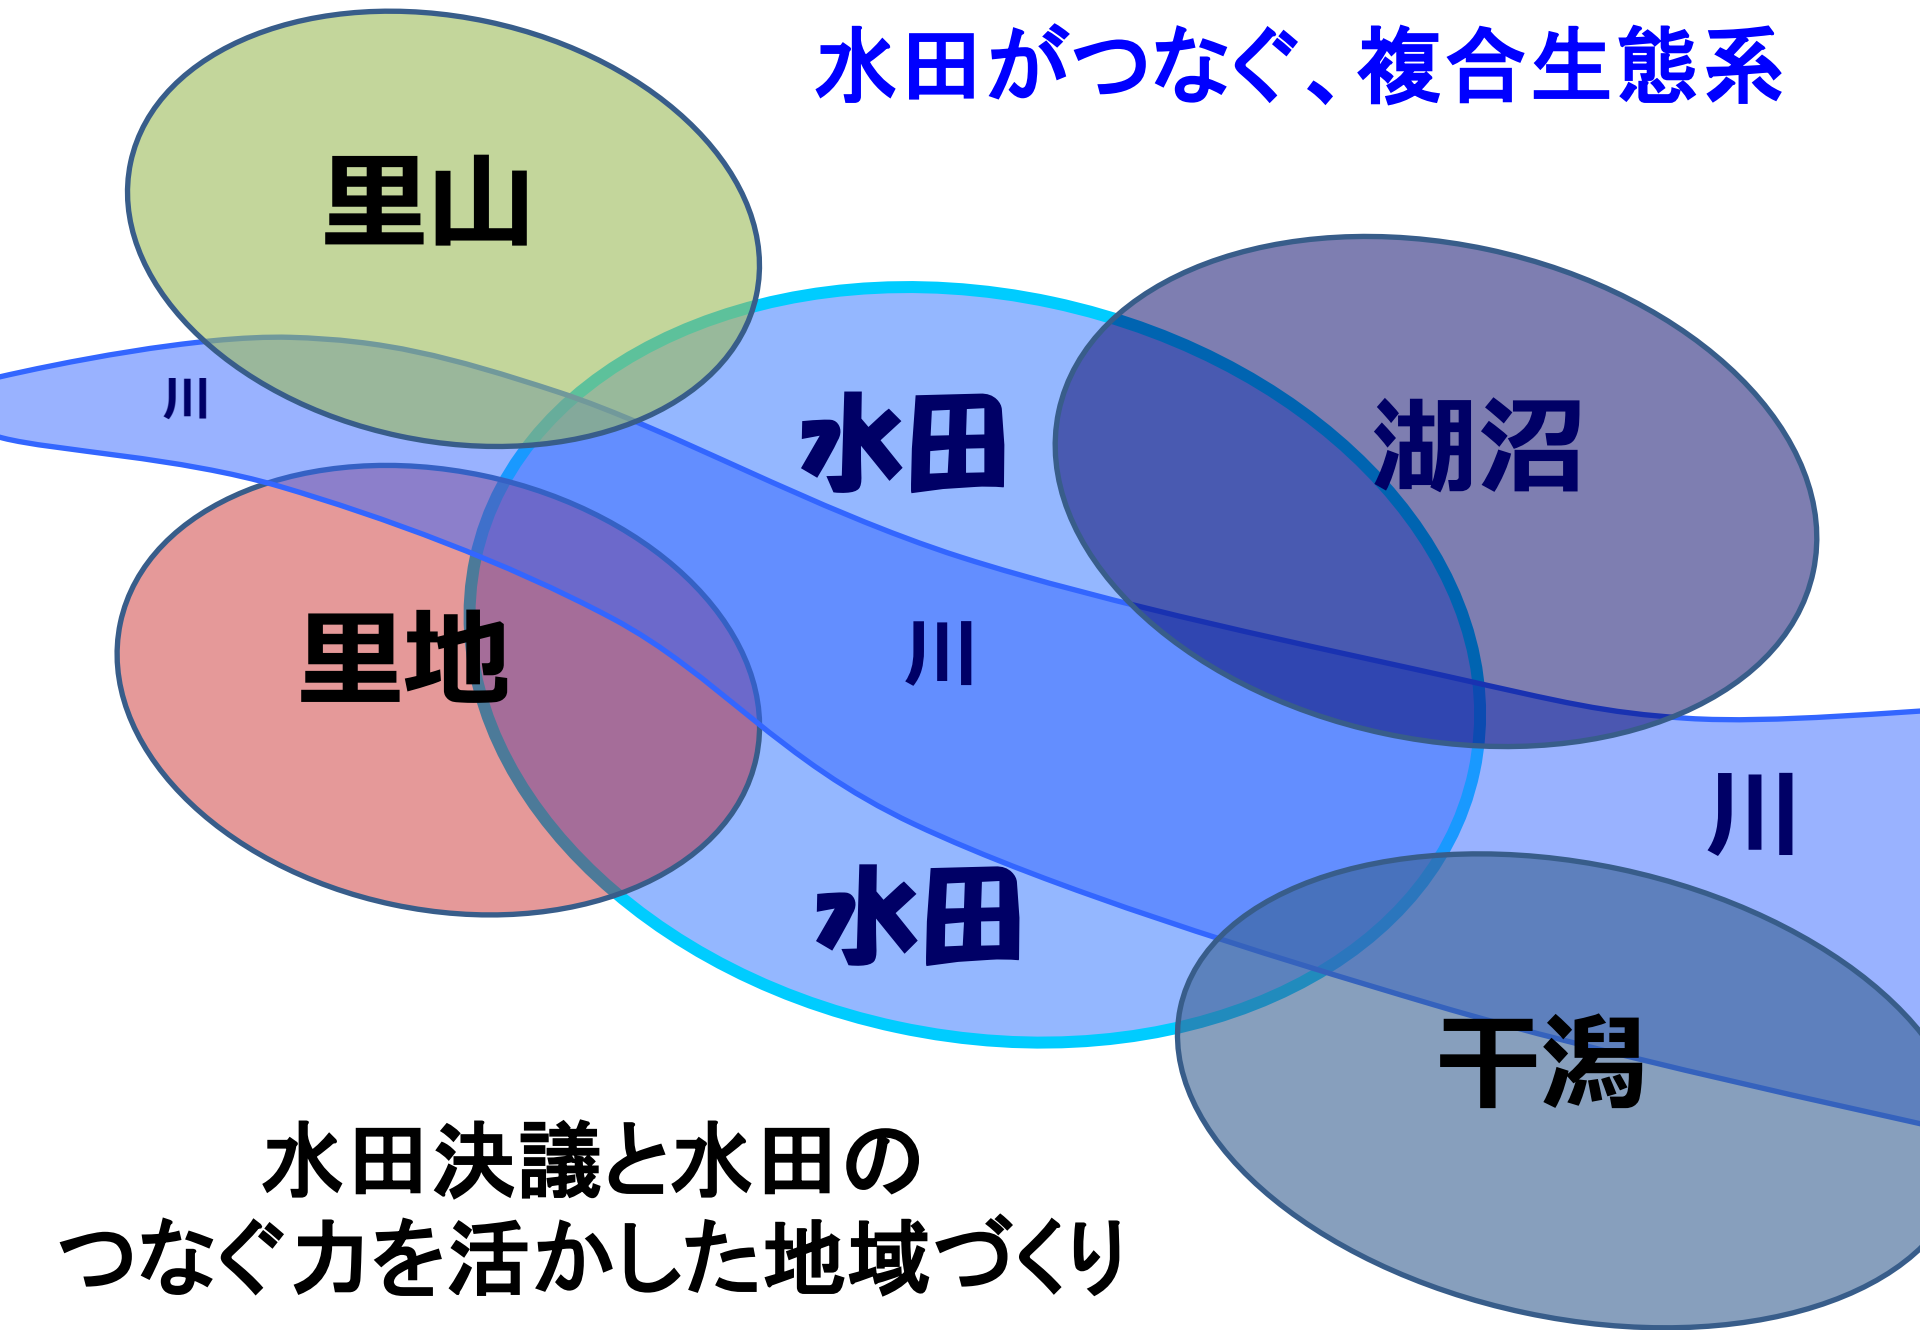 水田がつなぐ、複合生態系
里山
川
水田
湖沼
里地
川
川
水田
干潟
水田決議と水田の
つなぐ力を活かした地域づくり